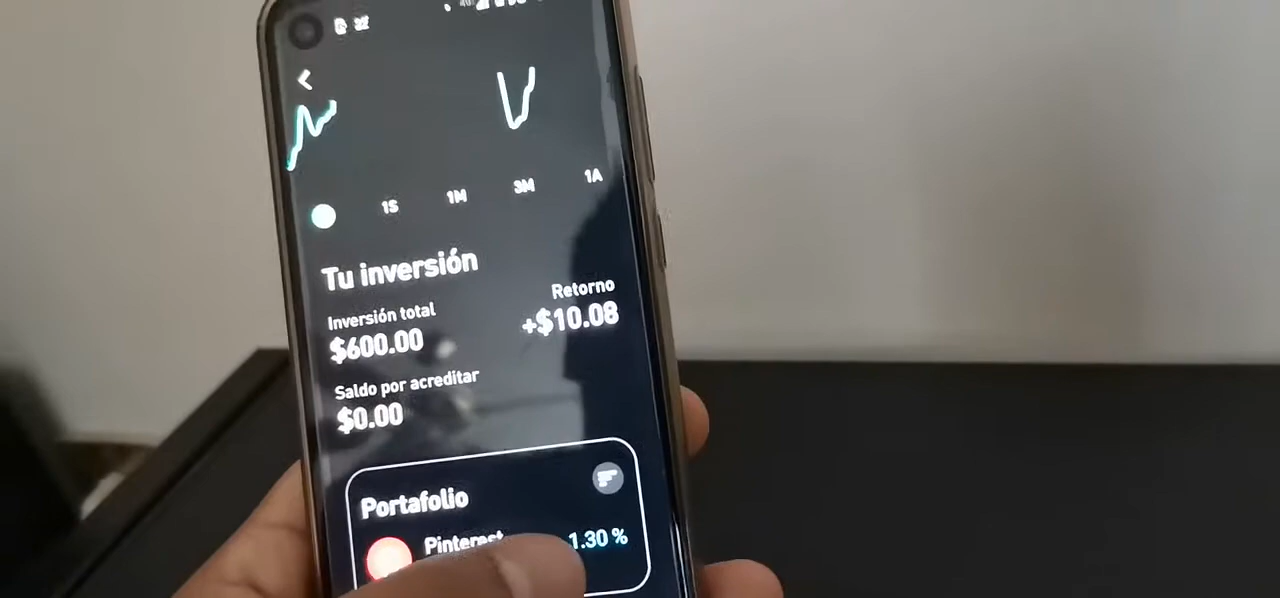 1S 1M 3M 1A
Tu inversión
Inversión total
$600.00
Retorno
+$10.08
Saldo por acreditar
$0.00
Portafolio
Pinterest 1.30 %